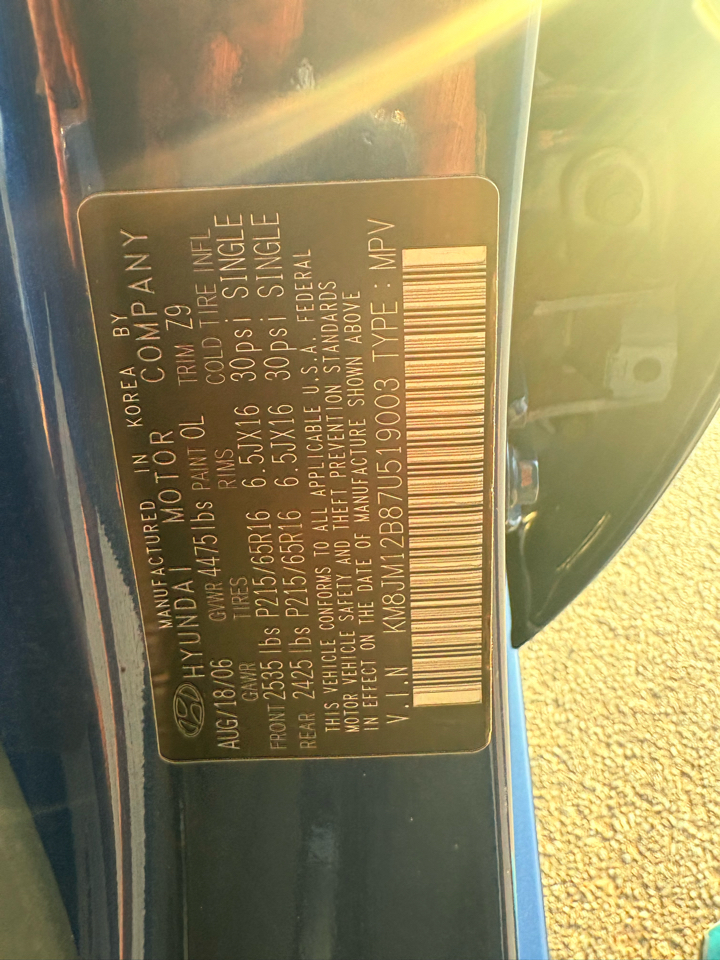 MANUFACTURED IN KOREA BY
HYUNDAI MOTOR COMPANY
AUG/18/06 GVWR 4475 lbs PAINT OL TRIM Z9
GAWR TIRES RIMS COLD TIRE INFL
FRONT 2535 lbs P215/65R16 6.5JX16 30psi SINGLE
REAR 2425 lbs P215/65R16 6.5JX16 30psi SINGLE
THIS VEHICLE CONFORMS TO ALL APPLICABLE U.S.A. FEDERAL
MOTOR VEHICLE SAFETY AND THEFT PREVENTION STANDARDS
IN EFFECT ON THE DATE OF MANUFACTURE SHOWN ABOVE
V.I.N KM8JM12B87U519003 TYPE : MPV